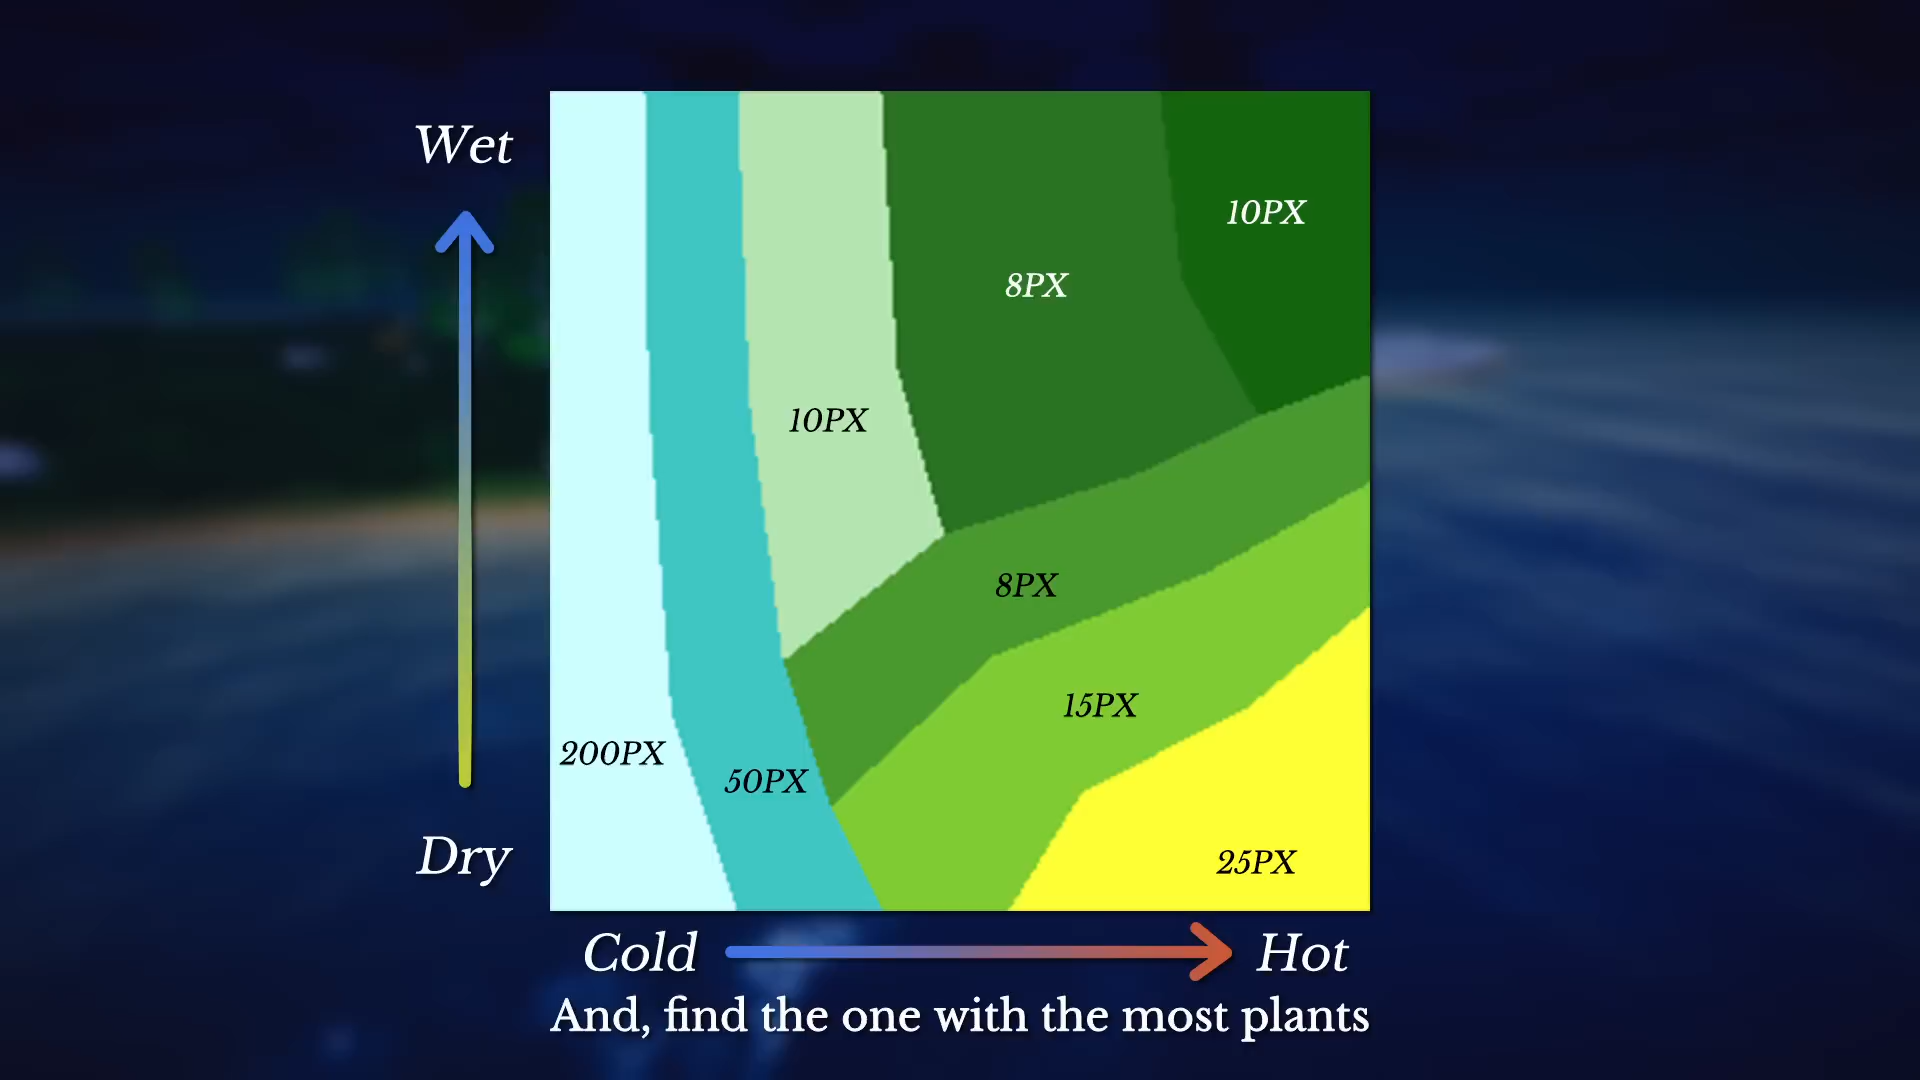 Wet
10PX
8PX
10PX
8PX
15PX
200PX
50PX
Dry
25PX
Cold
Hot
And, find the one with the most plants